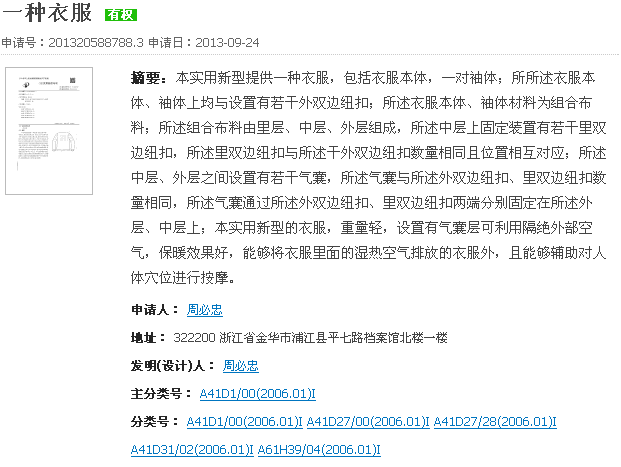 一种衣服 有权
申请号：201320588788.3 申请日：2013-09-24
摘要：本实用新型提供一种衣服，包括衣服本体，一对袖体；所所述衣服本
体、袖体上均与设置有若干外双边纽扣；所述衣服本体、袖体材料为组合布
料；所述组合布料由里层、中层、外层组成，所述中层上固定装置有若干里双
边纽扣，所述里双边纽扣与所述干外双边纽扣数量相同且位置相互对应；所述
中层、外层之间设置有若干气囊，所述气囊与所述外双边纽扣、里双边纽扣数
量相同，所述气囊通过所述外双边纽扣、里双边纽扣两端分别固定在所述外
层、中层上；本实用新型的衣服，重量轻，设置有气囊层可利用隔绝外部空
气，保暖效果好，能够将衣服里面的湿热空气排放的衣服外，且能够辅助对人
体穴位进行按摩。
申请人： 周必忠
地址： 322200 浙江省金华市浦江县平七路档案馆北楼一楼
发明(设计)人： 周必忠
主分类号： A41D1/00(2006.01)I
分类号： A41D1/00(2006.01)I A41D27/00(2006.01)I A41D27/28(2006.01)I
A41D31/02(2006.01)I A61H39/04(2006.01)I